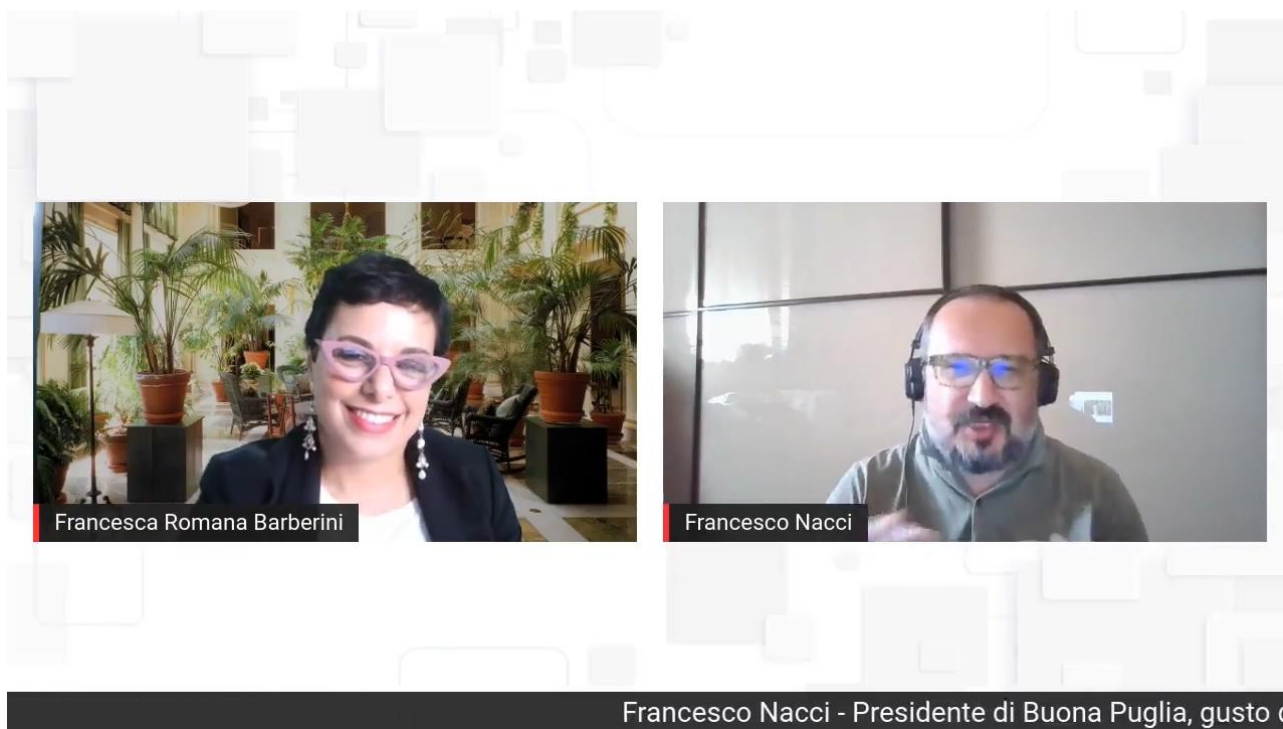 Francesca Romana Barberini
Francesco Nacci
Francesco Nacci - Presidente di Buona Puglia, gusto